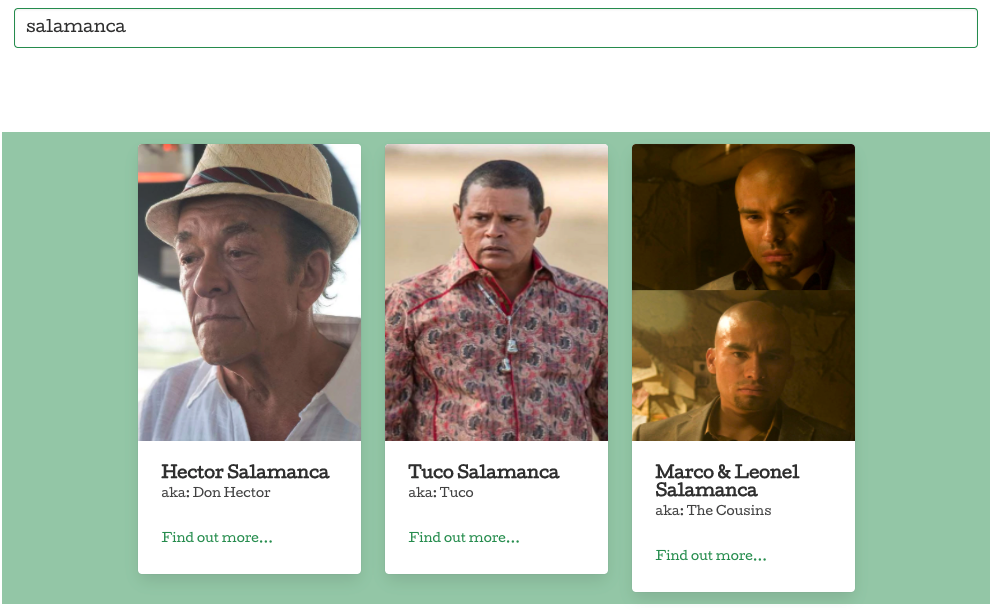 salamanca
Hector Salamanca
aka: Don Hector
Find out more...
Tuco Salamanca
aka: Tuco
Find out more...
Marco & Leonel
Salamanca
aka: The Cousins
Find out more...